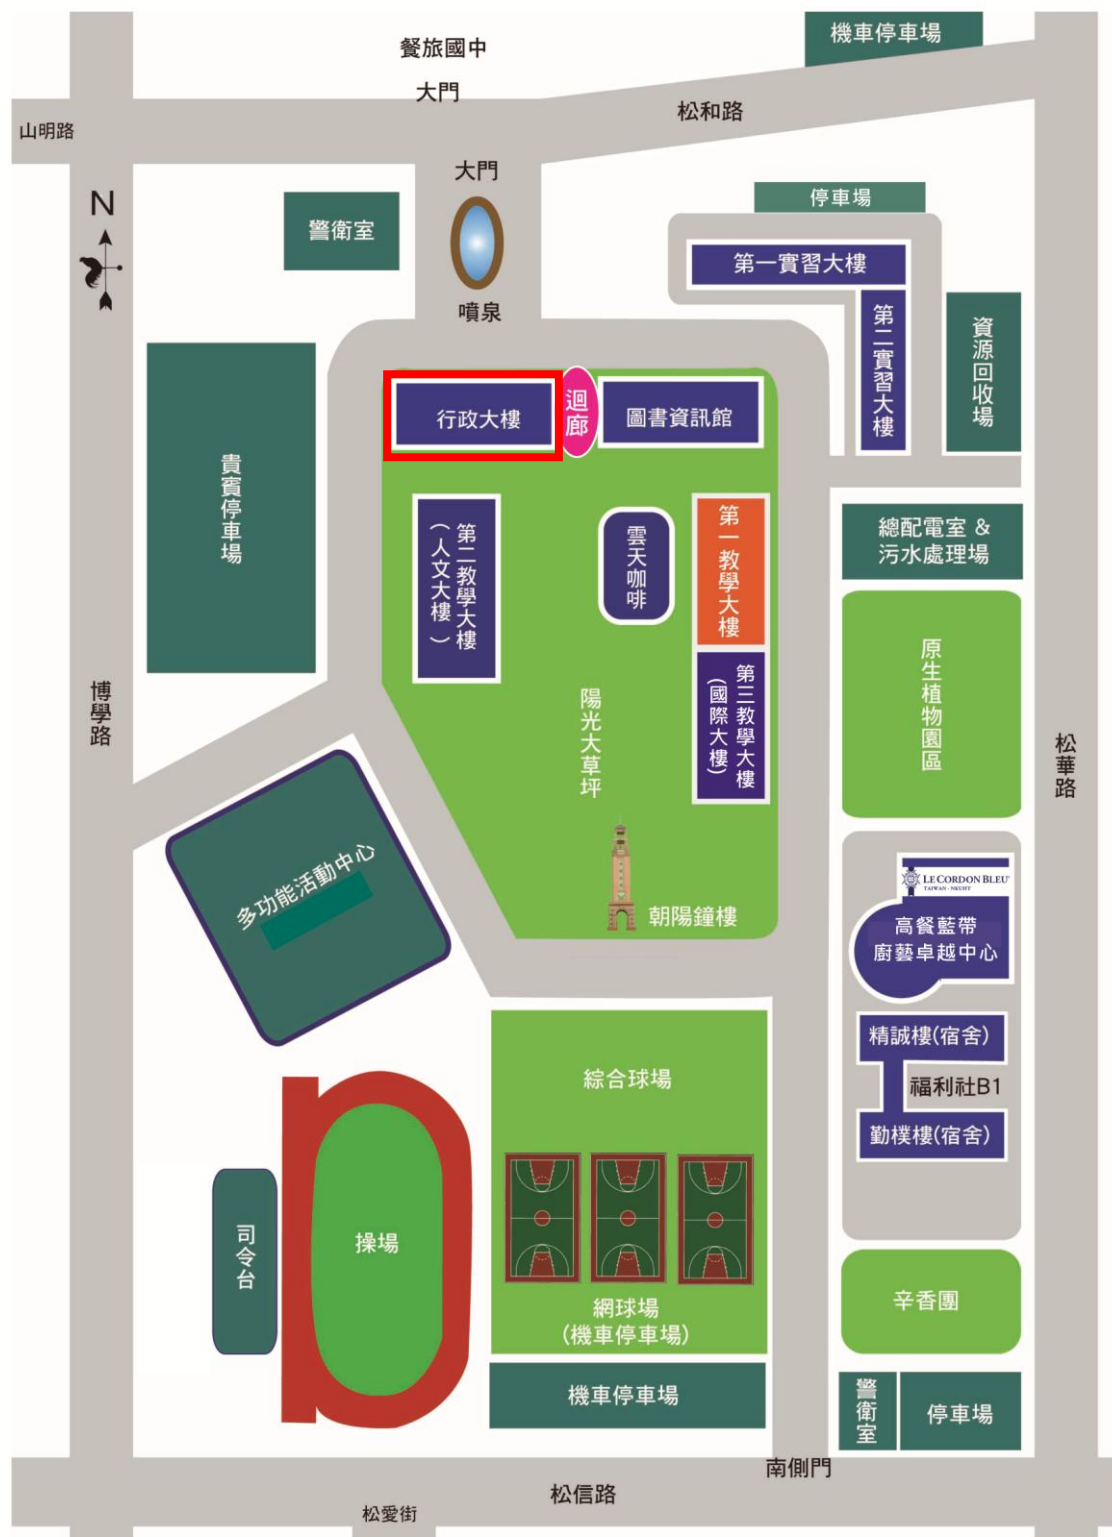 機車停車場
餐旅國中
大門
松和路
山明路
大門
N
停車場
警衛室
第一實習大樓
噴泉
第二實習大樓
資源回收場
行政大樓
迴廊
圖書資訊館
貴賓停車場
第二教學大樓
(人文大樓)
雲天咖啡
第一教學大樓
總配電室 &
污水處理場
原生植物園區
第三教學大樓
(國際大樓)
陽光大草坪
博學路
松華路
多功能活動中心
朝陽鐘樓
LE CORDON BLEU
TAIWAN - NKUHT
高餐藍帶
廚藝卓越中心
精誠樓(宿舍)
福利社B1
勤樸樓(宿舍)
綜合球場
司令台
操場
網球場
(機車停車場)
辛香團
機車停車場
警衛室
停車場
南側門
松信路
松愛街